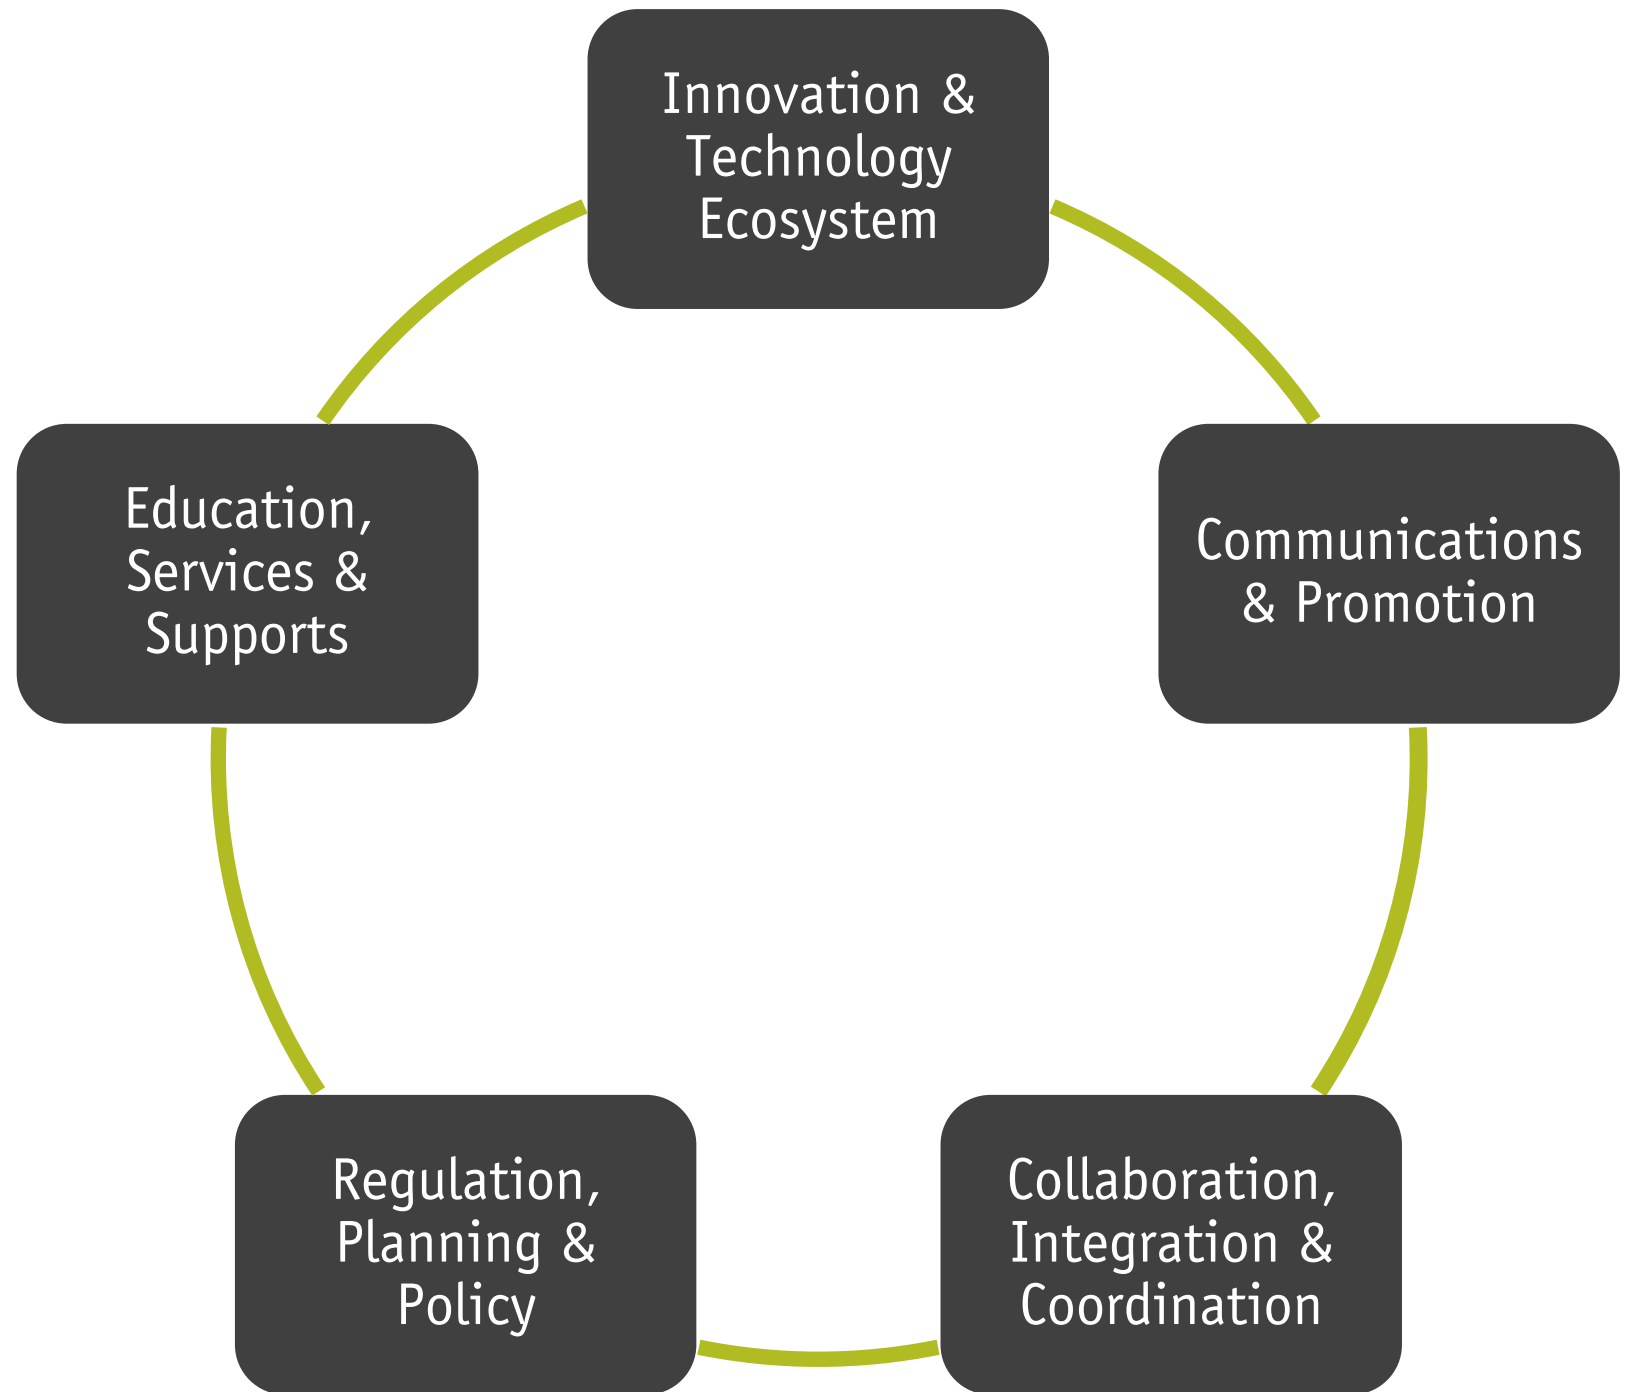 Innovation &
Technology
Ecosystem
Education,
Services &
Supports
Communications
& Promotion
Regulation,
Planning &
Policy
Collaboration,
Integration &
Coordination